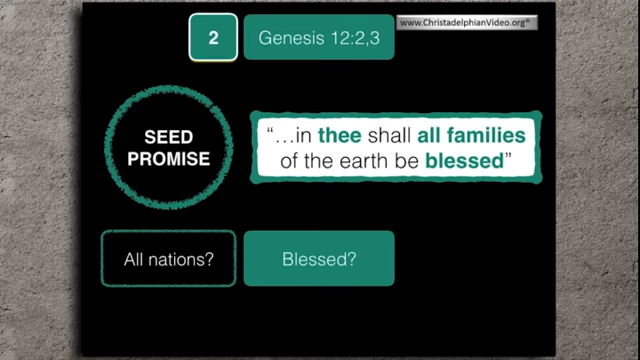 2
Genesis 12:2,3
www.ChristadelphianVideo.org®
SEED
PROMISE
“…in thee shall all families
of the earth be blessed”
All nations?
Blessed?